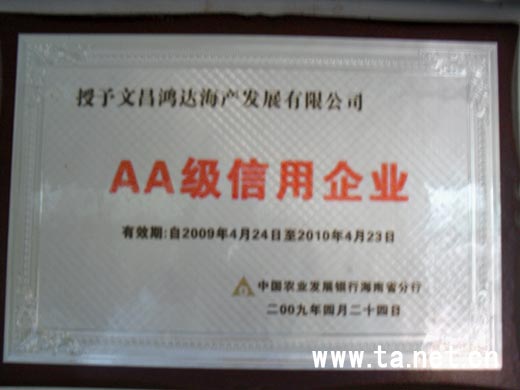 授予文昌鸿达海产发展有限公司
AA级信用企业
有效期:自2009年4月24日至2010年4月23日
中国农业发展银行海南省分行
二00九年四月二十四日
www.ta.net.cn